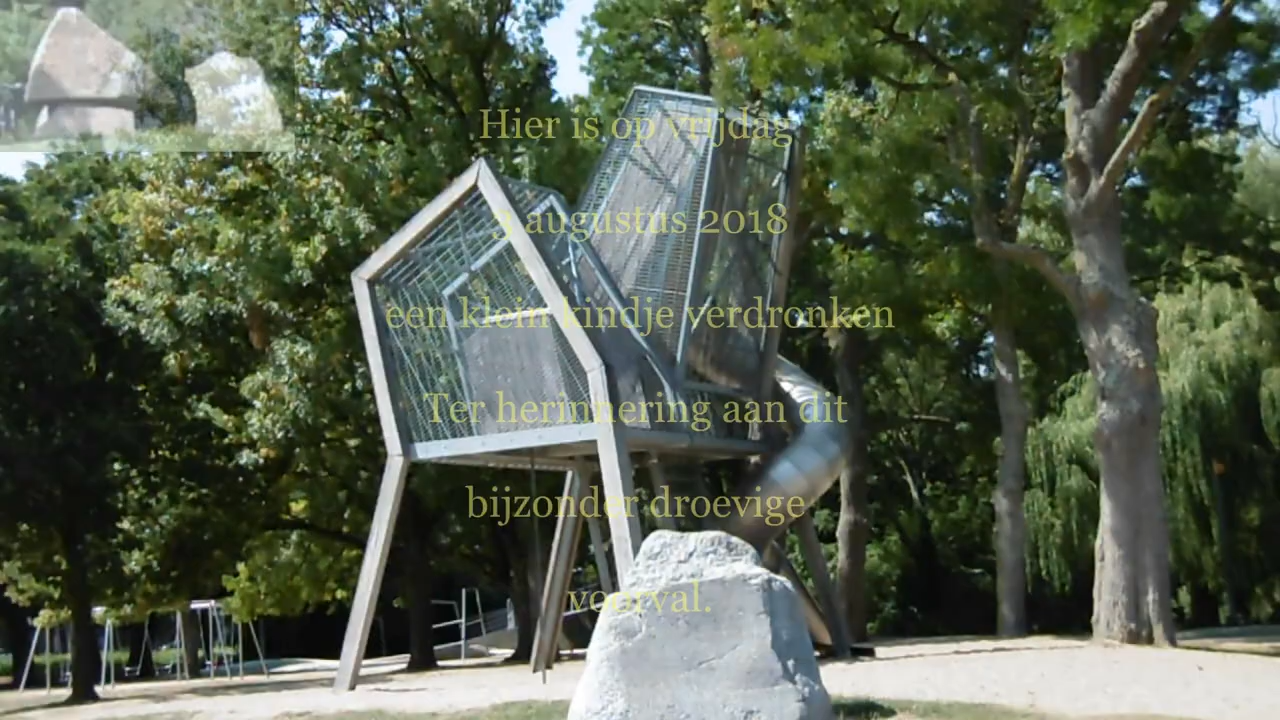 Hier is op vrijdag
3 augustus 2018
een klein kindje verdronken
Ter herinnering aan dit
bijzonder droevige
voorval.